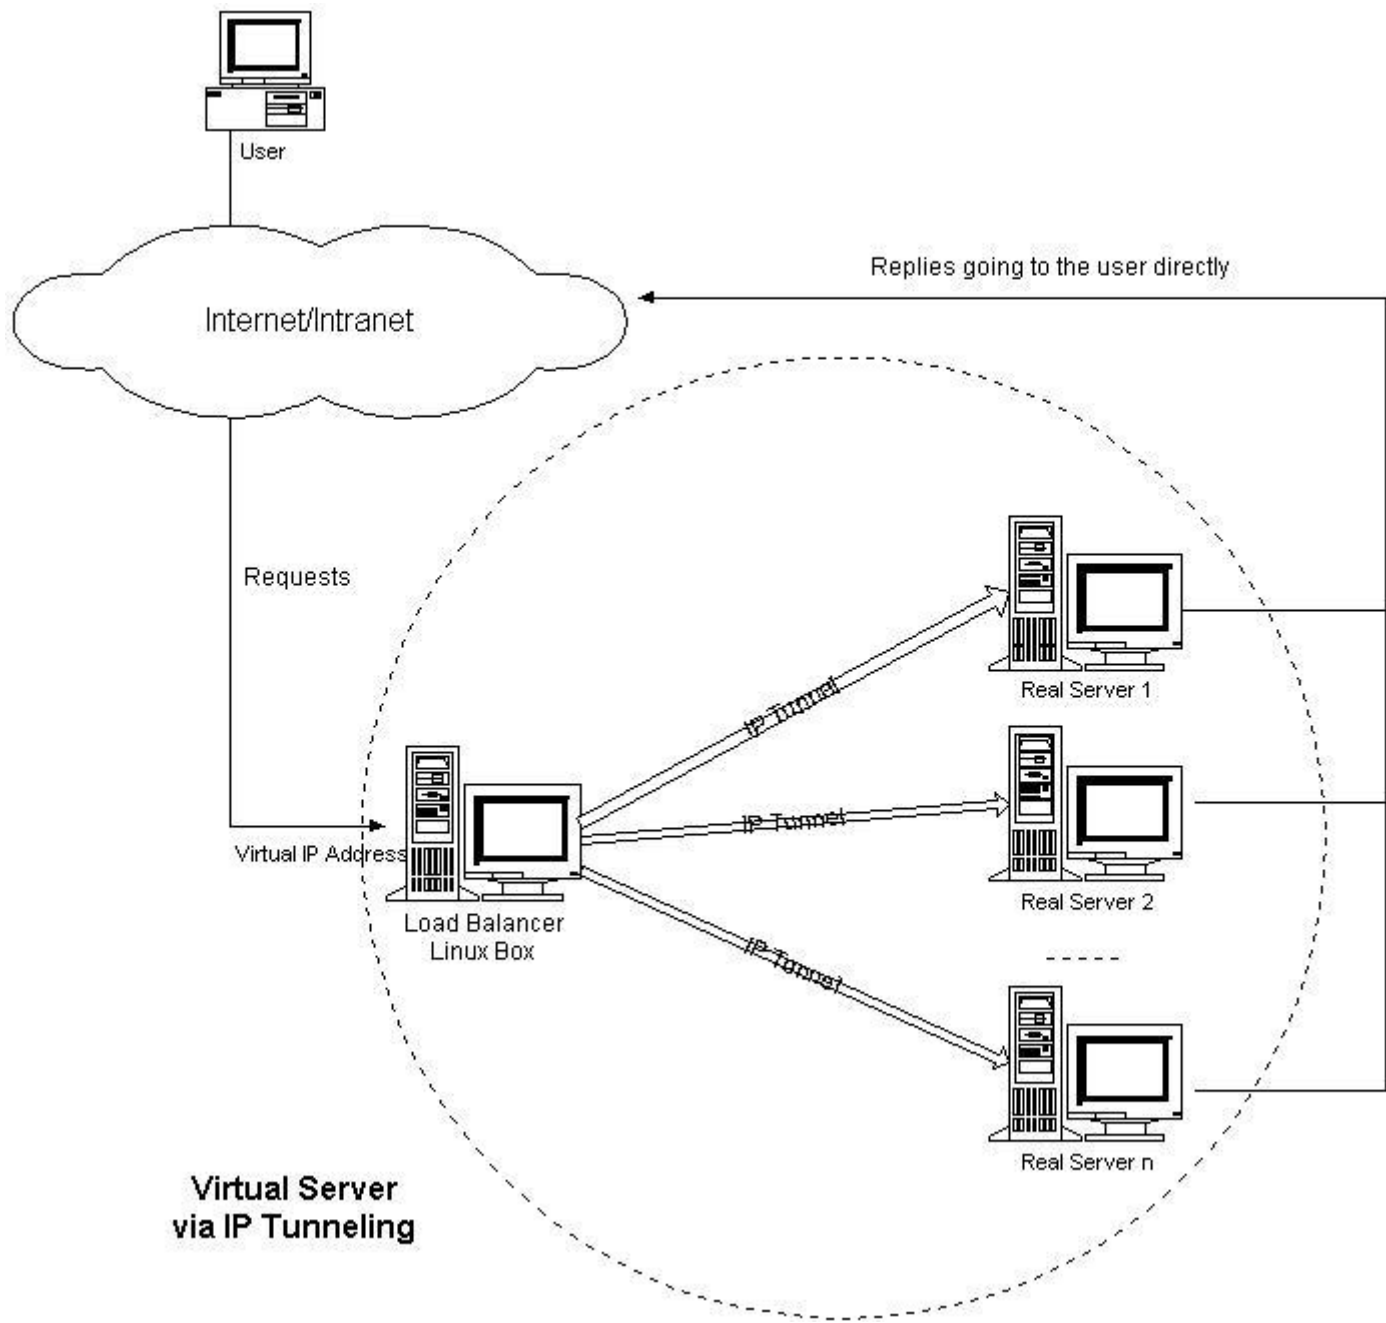 User
Replies going to the user directly
Internet/Intranet
Requests
Real Server 1
IP Tunnel
Real Server 2
IP Tunnel
Virtual IP Address
Load Balancer
Linux Box
IP Tunnel
Real Server n
Virtual Server
via IP Tunneling